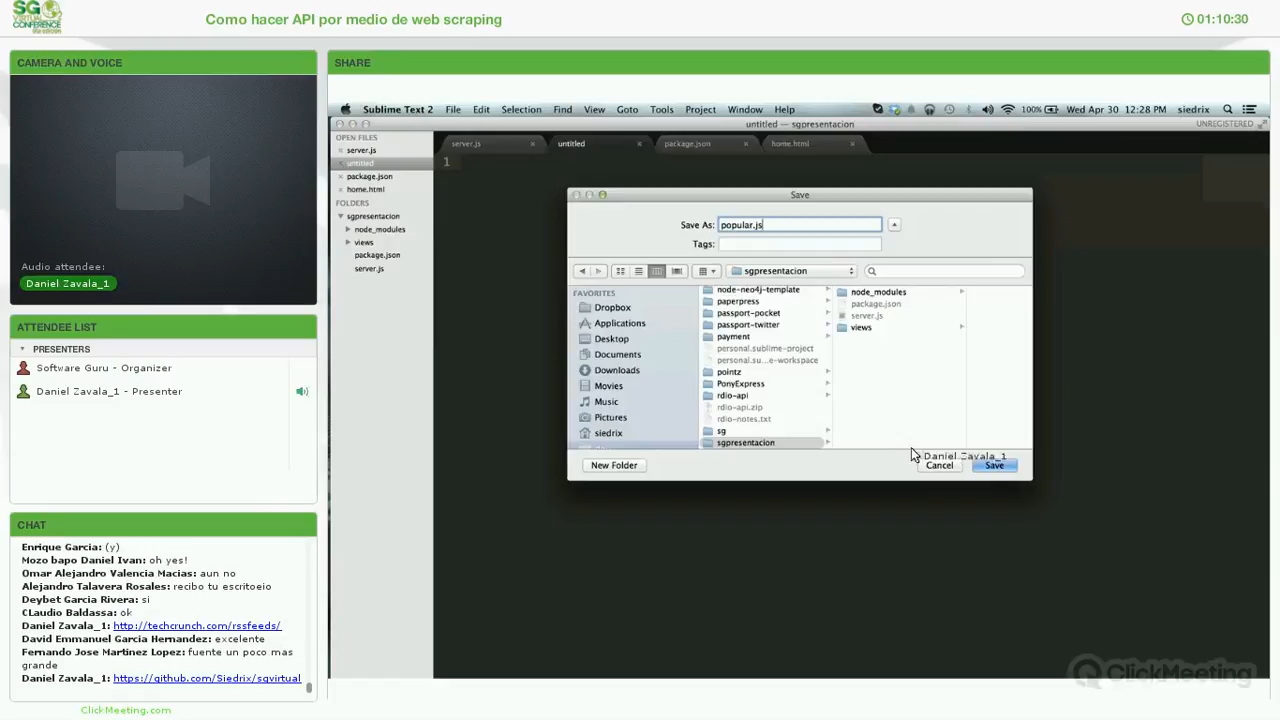 SG
VIRTUAL
CONFERENCE
Como hacer API por medio de web scraping
01:10:30
CAMERA AND VOICE
Audio attendee:
Daniel Zavala_1
ATTENDEE LIST
PRESENTERS
Software Guru - Organizer
Daniel Zavala_1 - Presenter
CHAT
Enrique Garcia: (y)
Mozo bapo Daniel Ivan: oh yes!
Omar Alejandro Valencia Macias: aun no
Alejandro Talavera Rosales: recibo tu escritoeio
Deybet Garcia Rivera: si
CLaudio Baldassa: ok
Daniel Zavala_1: http://techcrunch.com/rssfeeds/
David Emmanuel Garcia Hernandez: excelente
Fernando Jose Martinez Lopez: fuente un poco mas
grande
Daniel Zavala_1: https://github.com/Siedrix/sgvirtual
ClickMeeting.com
SHARE
Sublime Text 2 File Edit Selection Find View Goto Tools Project Window Help 100% Wed Apr 30 12:28 PM siedrix
untitled — sgpresentacion UNREGISTERED
OPEN FILES
server.js
untitled
package.json
home.html
FOLDERS
sgpresentacion
node_modules
views
package.json
server.js
server.js untitled package.json home.html
1
Save
Save As: popular.js
Tags:
sgpresentacion
FAVORITES
Dropbox
Applications
Desktop
Documents
Downloads
Movies
Music
Pictures
siedrix
node-neo4j-template
paperpress
passport-pocket
passport-twitter
payment
personal.sublime-project
personal.su...e-workspace
pointz
PonyExpress
rdio-api
rdio-api.zip
rdio-notes.txt
sg
sgpresentacion
node_modules
package.json
server.js
views
Daniel Zavala_1
New Folder Cancel Save
ClickMeeting